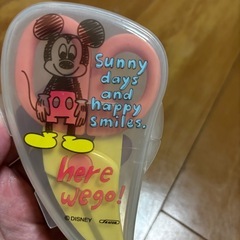 Sunny
days
and
happy
smiles.
here
we go!
© DISNEY